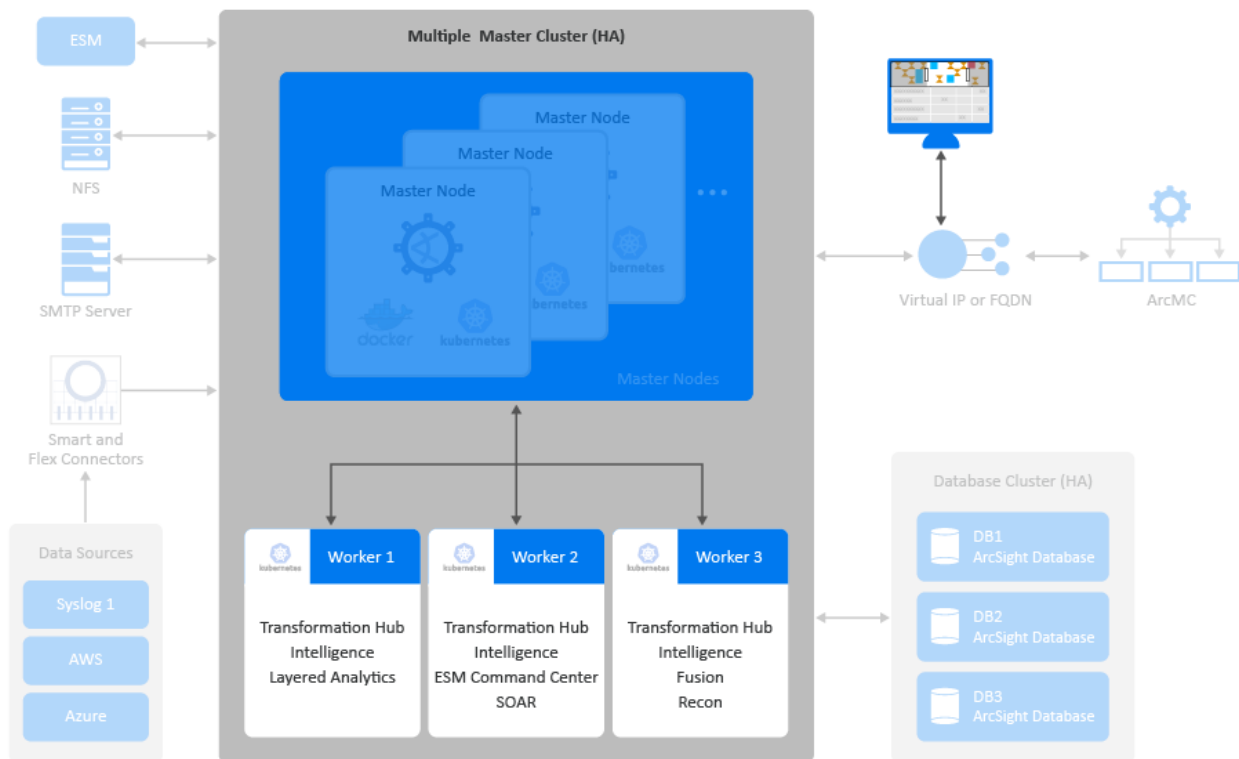 ESM
NFS
SMTP Server
Smart and
Flex Connectors
Data Sources
Syslog 1
AWS
Azure
Multiple Master Cluster (HA)
Master Node
Master Node
Master Node
...
kubernetes
bernetes
docker
kubernetes
Master Nodes
kubernetes
Worker 1
Transformation Hub
Intelligence
Layered Analytics
kubernetes
Worker 2
Transformation Hub
Intelligence
ESM Command Center
SOAR
kubernetes
Worker 3
Transformation Hub
Intelligence
Fusion
Recon
Virtual IP or FQDN
ArcMC
Database Cluster (HA)
DB1
ArcSight Database
DB2
ArcSight Database
DB3
ArcSight Database